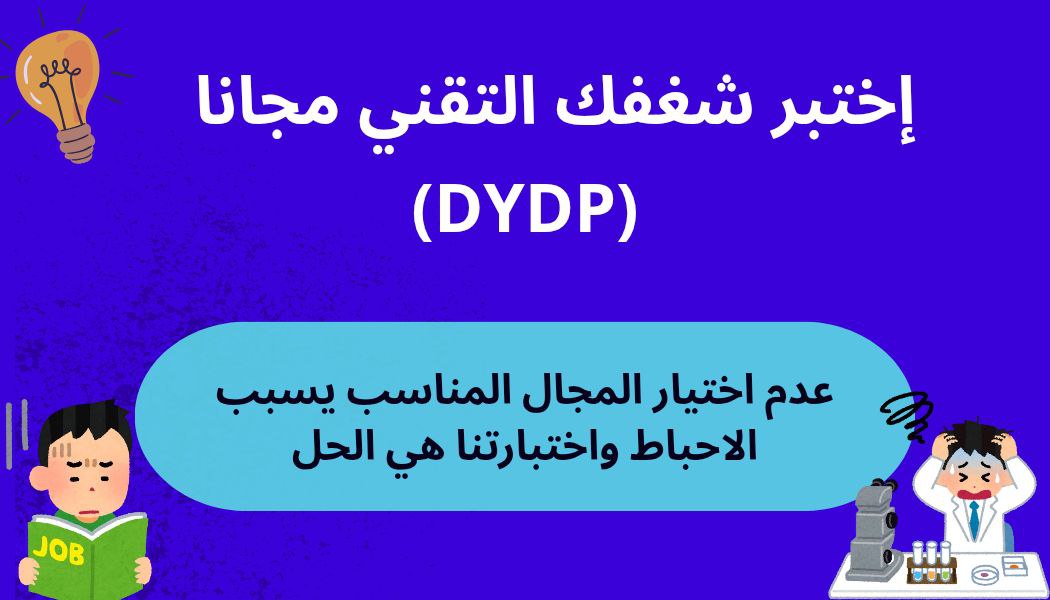 إختبر شغفك التقني مجانا
(DYDP)
عدم اختيار المجال المناسب يسبب
الاحباط واختبارتنا هي الحل
JOB